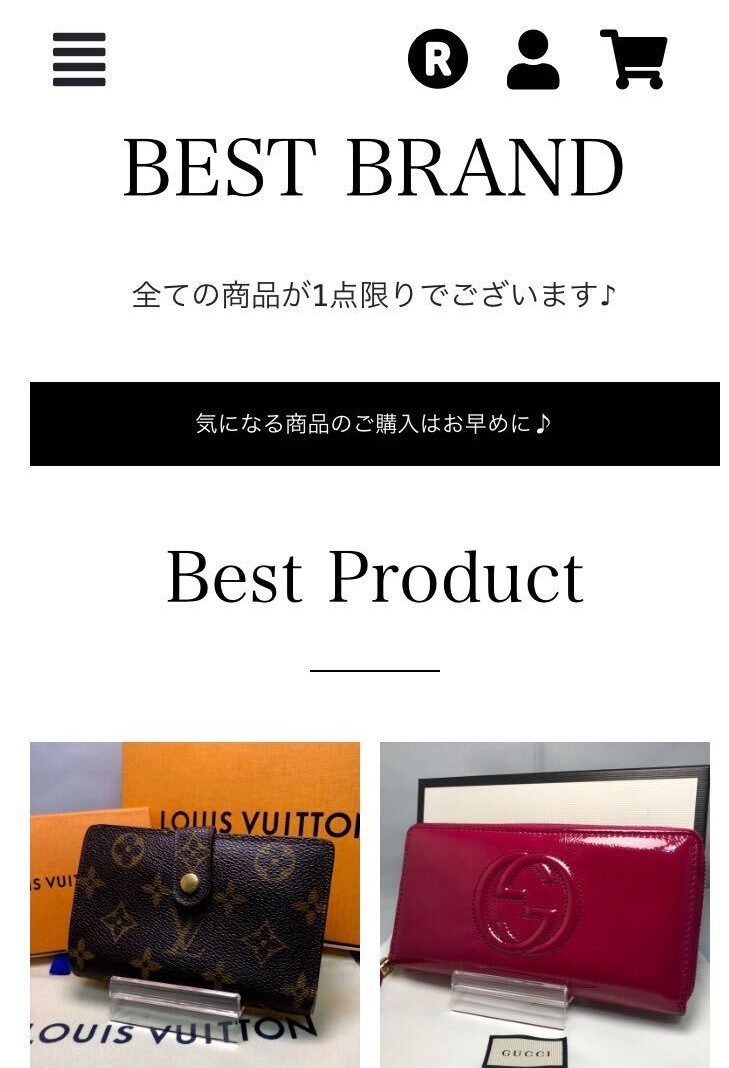 R
BEST BRAND
全ての商品が1点限りでございます♪
気になる商品のご購入はお早めに♪
Best Product
LOUIS VUITTON
LOUIS VUITTON
GUCCI